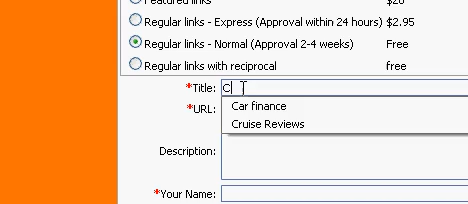 Featured links $20
Regular links - Express (Approval within 24 hours) $2.95
Regular links - Normal (Approval 2-4 weeks) Free
Regular links with reciprocal free
*Title: C
Car finance
*URL:
Cruise Reviews
Description:
*Your Name: